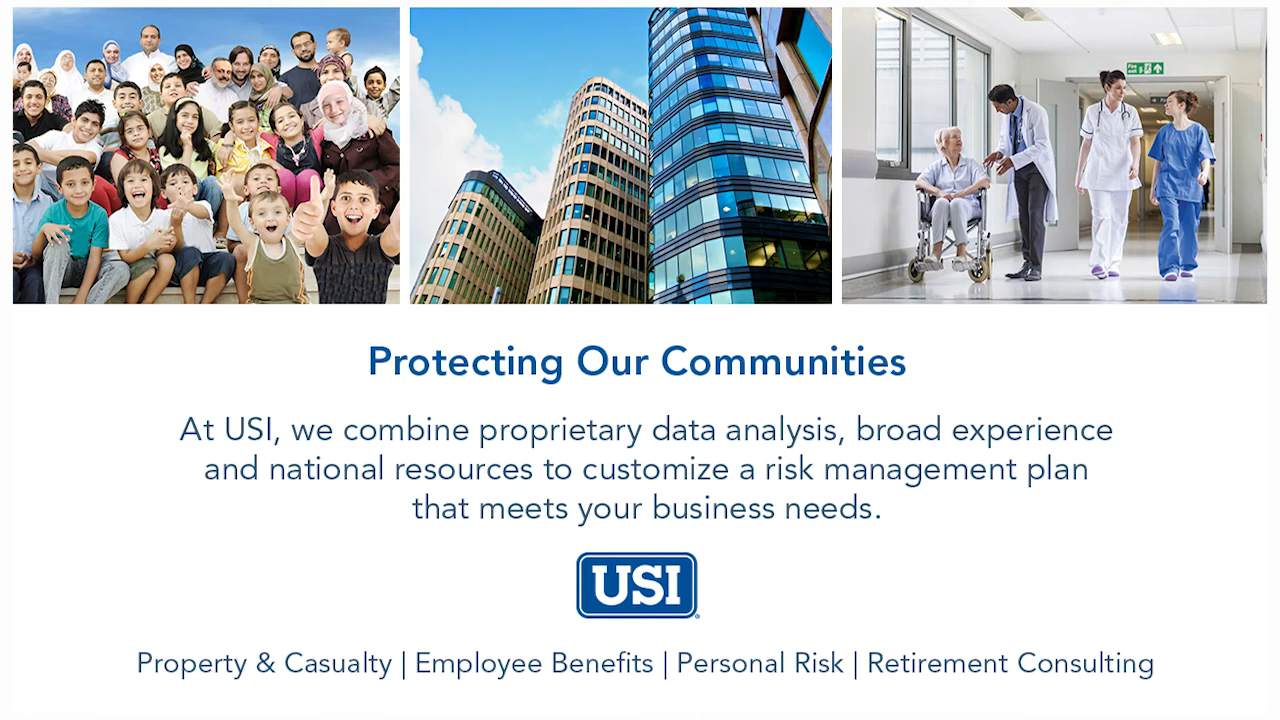 Protecting Our Communities
At USI, we combine proprietary data analysis, broad experience
and national resources to customize a risk management plan
that meets your business needs.
USI
Property & Casualty | Employee Benefits | Personal Risk | Retirement Consulting